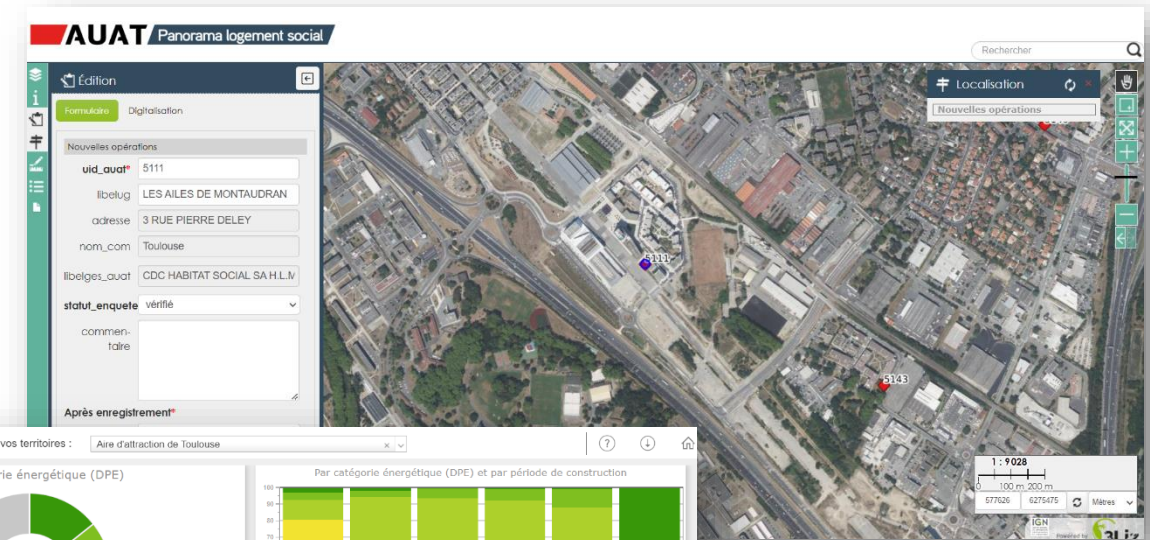 AUAT Panorama logement social
Rechercher
Édition
Formulaire Digitalisation
Nouvelles opérations
uid_auat* 5111
libelug LES AILES DE MONTAUDRAN
adresse 3 RUE PIERRE DELEY
nom_com Toulouse
libelges_auat CDC HABITAT SOCIAL SA H.L.M
statut_enquete vérifié
commen-
taire
Après enregistrement*
Localisation
Nouvelles opérations
5111
5143
1 : 9028
0 100 m 200 m
577626 6275475 Mètres
IGN
Powered by 3Liz
vos territoires : Aire d'attraction de Toulouse
rie énergétique (DPE)
Par catégorie énergétique (DPE) et par période de construction
100
90
80
70